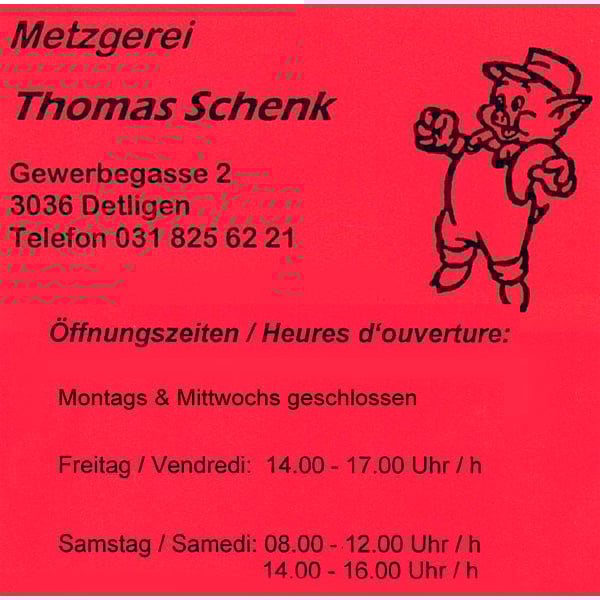 Metzgerei
Thomas Schenk
Gewerbegasse 2
3036 Detligen
Telefon 031 825 62 21
Öffnungszeiten / Heures d‘ouverture:
Montags & Mittwochs geschlossen
Freitag / Vendredi: 14.00 - 17.00 Uhr / h
Samstag / Samedi: 08.00 - 12.00 Uhr / h
14.00 - 16.00 Uhr / h